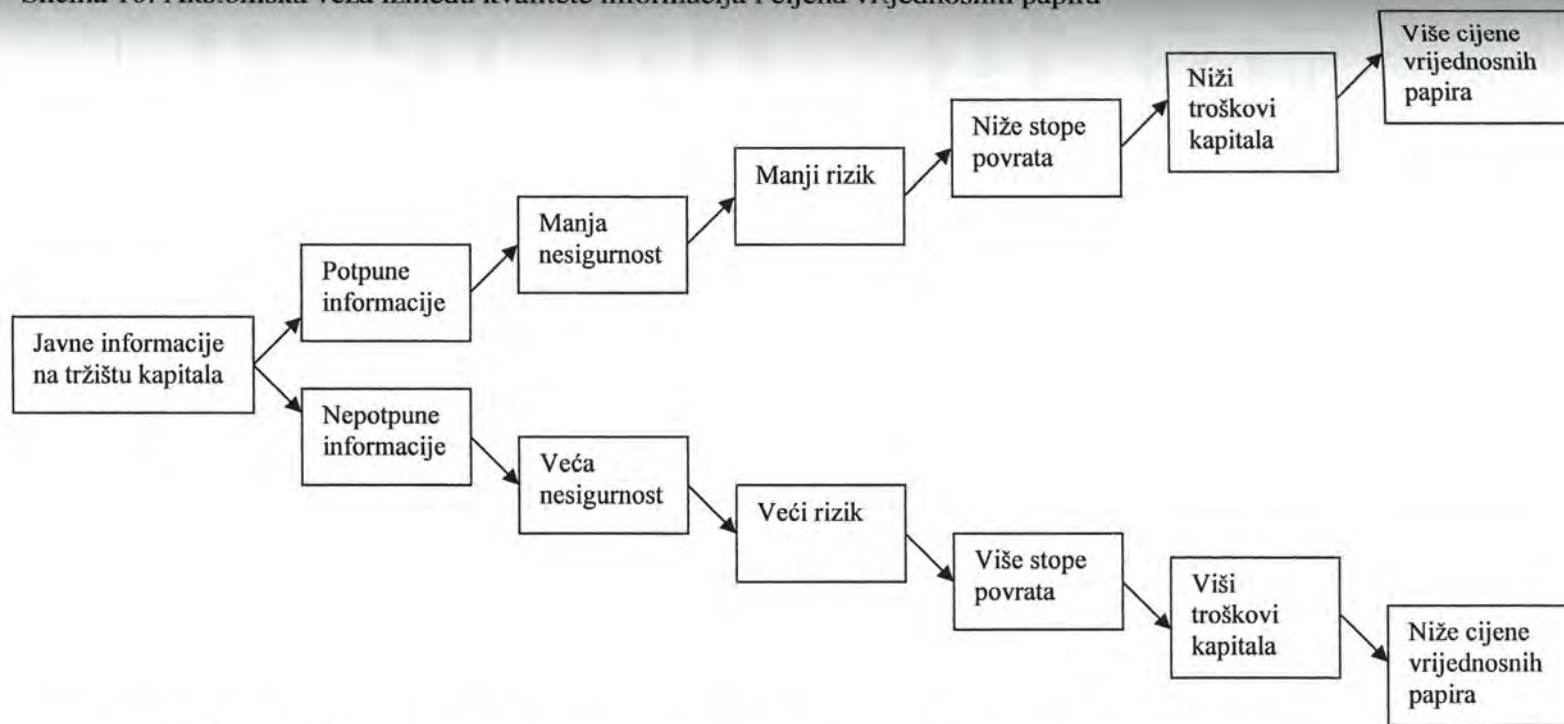 Više cijene
vrijednosnih
papira
Niži
troškovi
kapitala
Niže stope
povrata
Manji rizik
Manja
nesigurnost
Potpune
informacije
Javne informacije
na tržištu kapitala
Nepotpune
informacije
Veća
nesigurnost
Veći rizik
Više stope
povrata
Viši
troškovi
kapitala
Niže cijene
vrijednosnih
papira